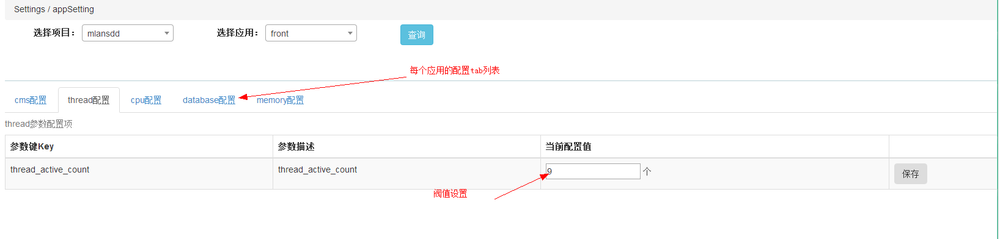 Settings / appSetting
选择项目： mlansdd 选择应用： front 查询
每个应用的配置tab列表
cms配置 thread配置 cpu配置 database配置 memory配置
thread参数配置项
参数键Key 参数描述 当前配置值
thread_active_count thread_active_count 9 个 保存
阀值设置